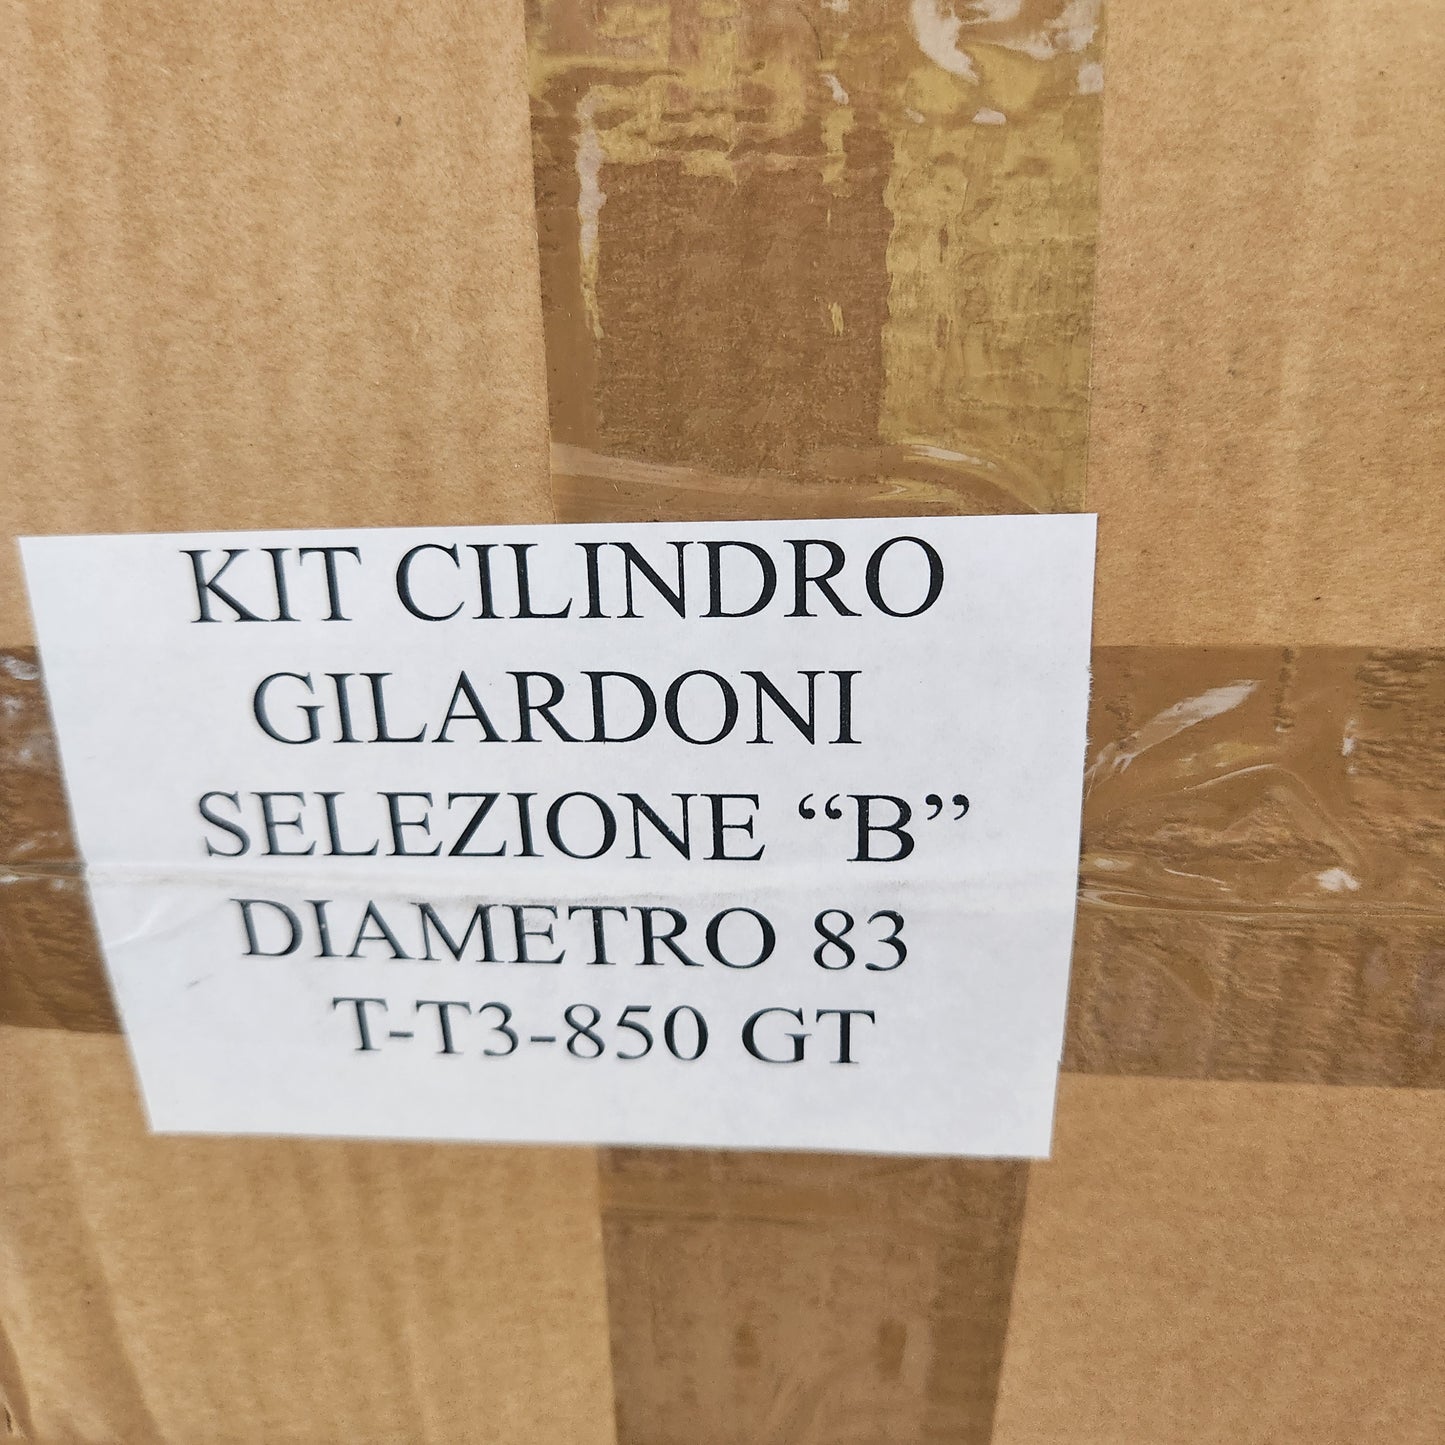 KIT CILINDRO
GILARDONI
SELEZIONE “B”
DIAMETRO 83
T-T3-850 GT